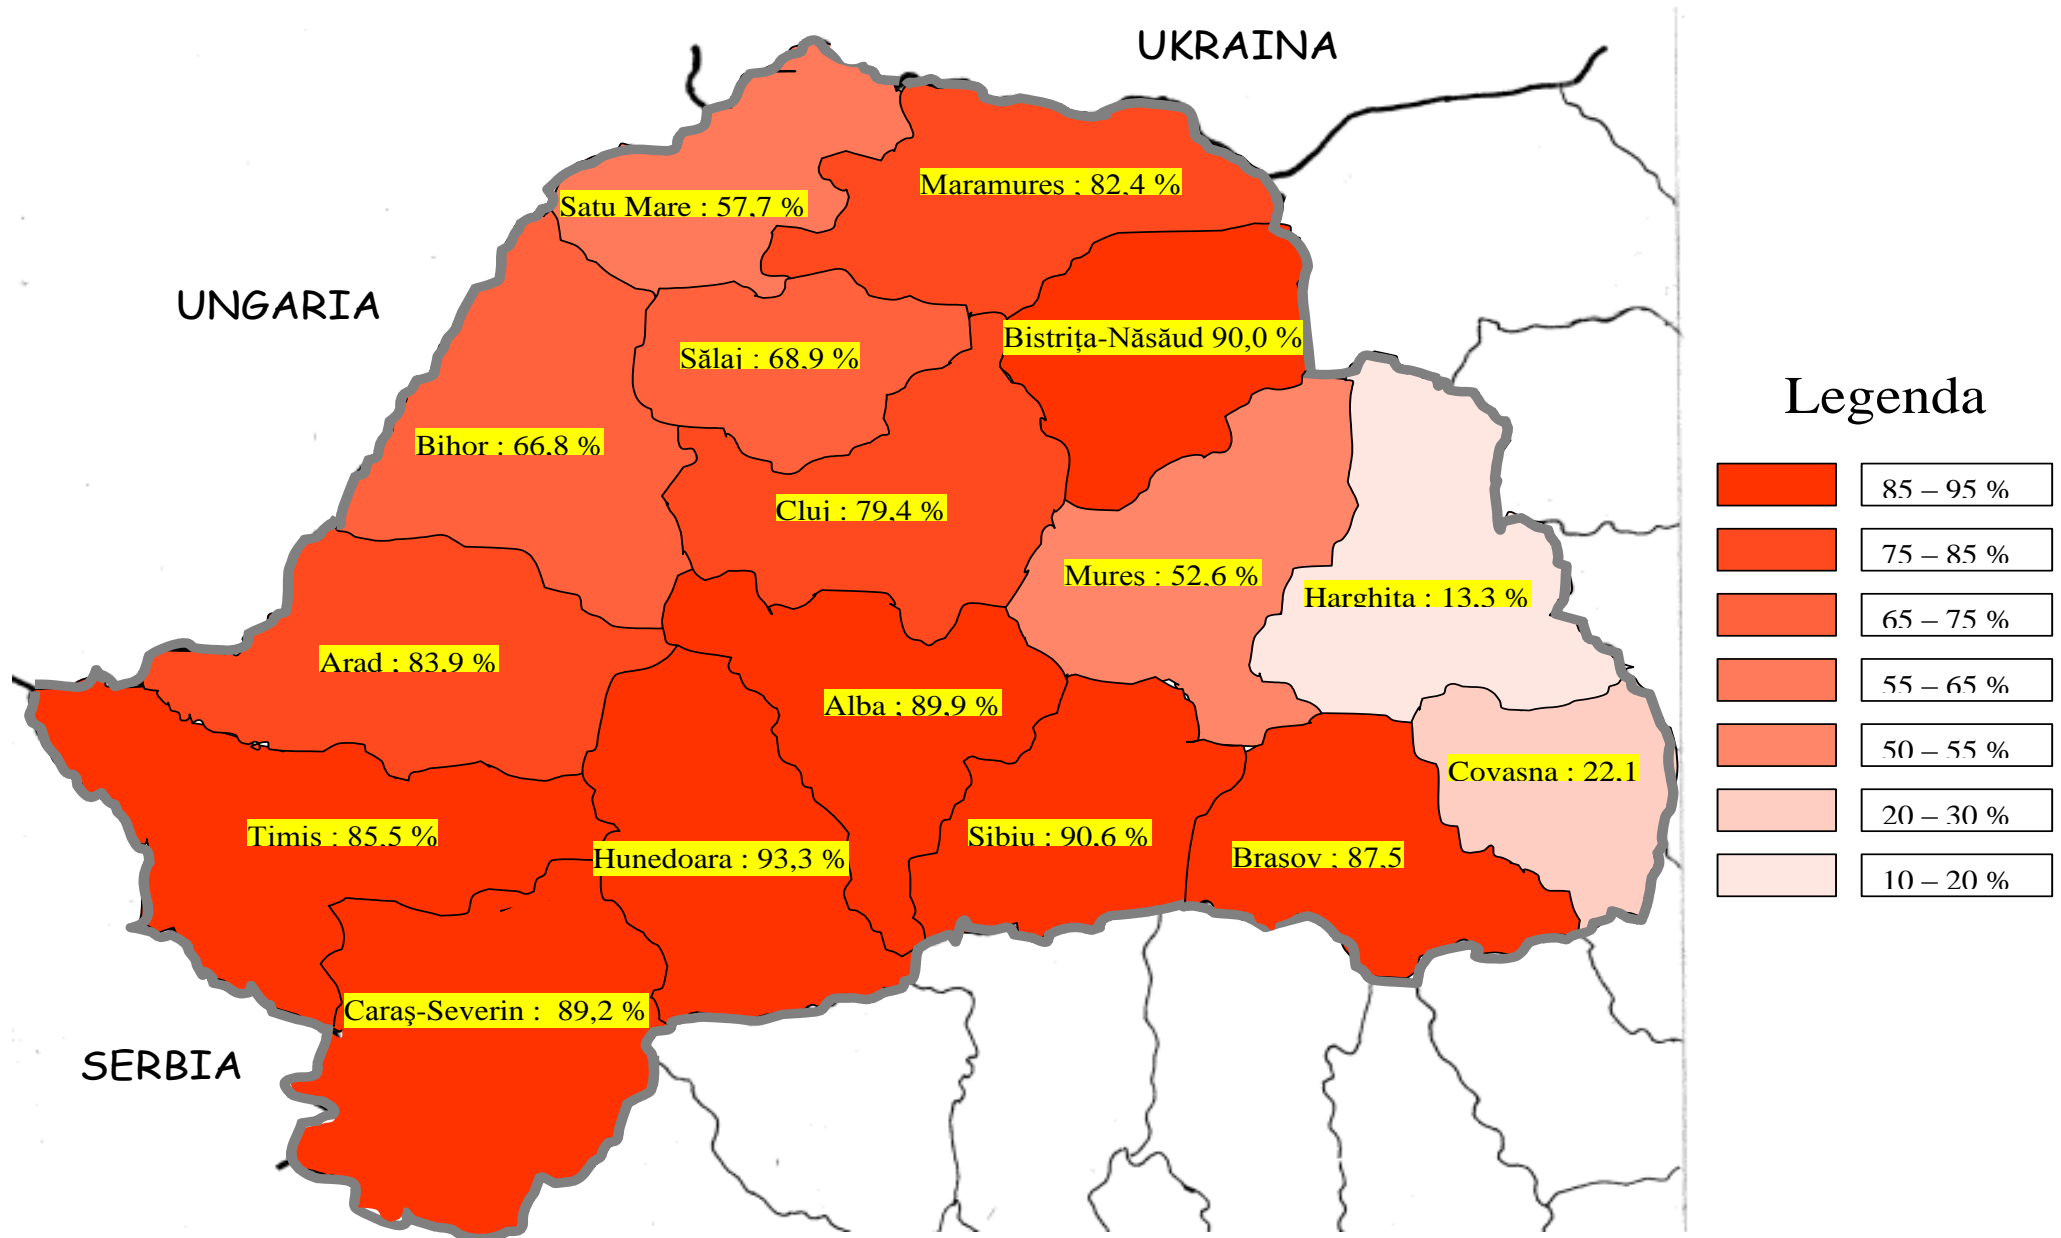 UKRAINA
Maramures : 82,4 %
Satu Mare : 57,7 %
UNGARIA
Bistrița-Năsăud 90,0 %
Sălaj : 68,9 %
Bihor : 66,8 %
Cluj : 79,4 %
Mures : 52,6 %
Harghita : 13,3 %
Arad : 83,9 %
Alba : 89,9 %
Covasna : 22,1
Timis : 85,5 %
Sibiu : 90,6 %
Hunedoara : 93,3 %
Brasov : 87,5
Caraş-Severin : 89,2 %
SERBIA
Legenda
85 – 95 %
75 – 85 %
65 – 75 %
55 – 65 %
50 – 55 %
20 – 30 %
10 – 20 %